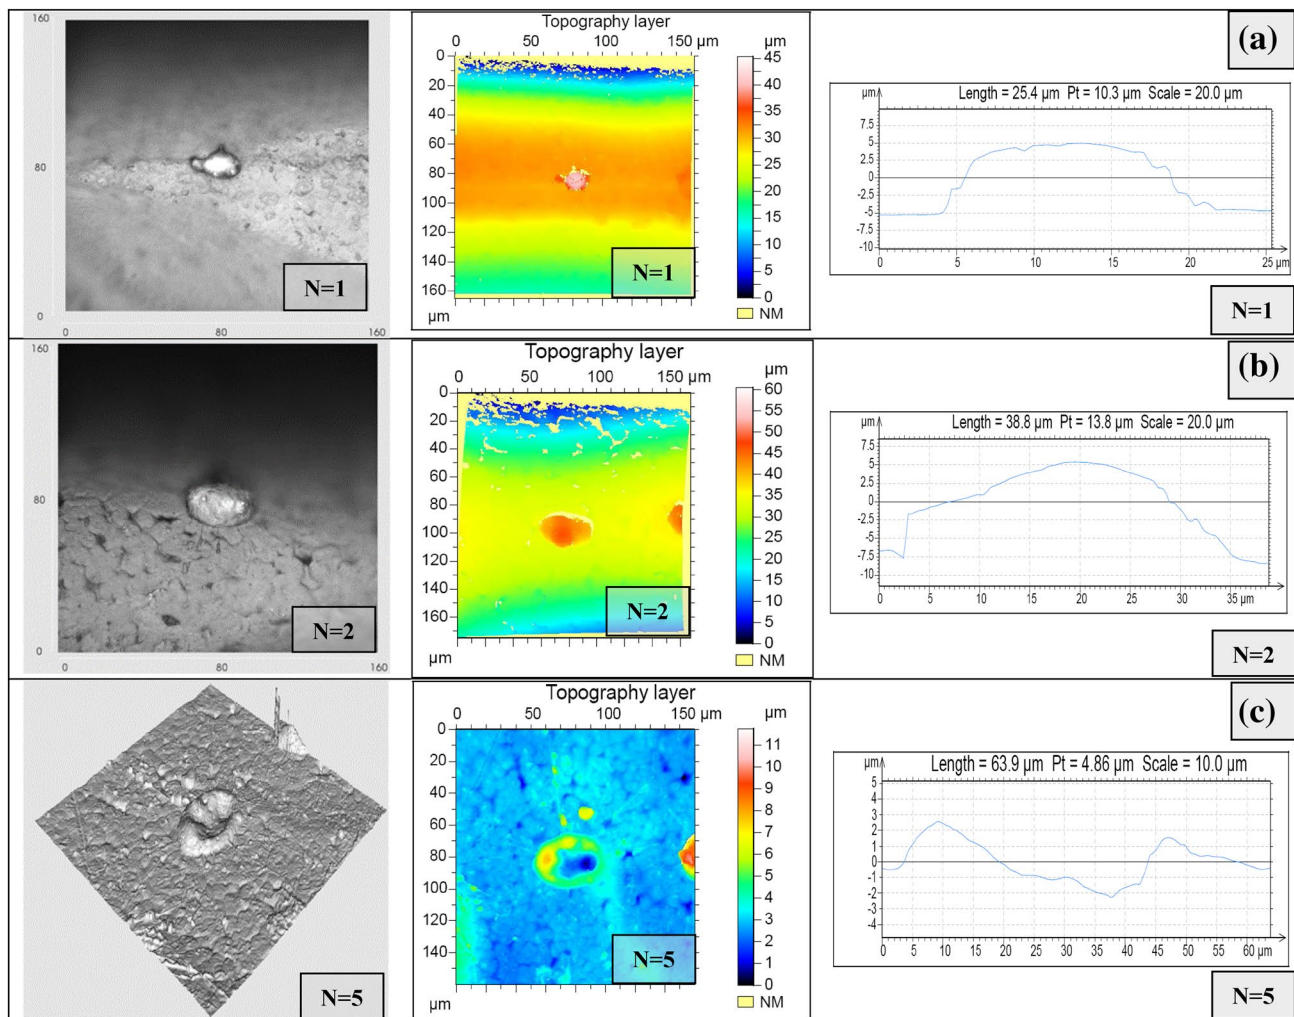 (a)
160
80
0
0
80
160
N=1
Topography layer
0 50 100 150 µm
0
20
40
60
80
100
120
140
160
µm
µm
45
40
35
30
25
20
15
10
5
0
NM
N=1
Length = 25.4 µm Pt = 10.3 µm Scale = 20.0 µm
µm
7.5
5
2.5
0
-2.5
-5
-7.5
-10
0 5 10 15 20 25 µm
N=1
(b)
160
80
0
0
80
160
N=2
Topography layer
0 50 100 150 µm
0
20
40
60
80
100
120
140
160
µm
µm
60
55
50
45
40
35
30
25
20
15
10
5
0
NM
N=2
Length = 38.8 µm Pt = 13.8 µm Scale = 20.0 µm
µm
7.5
5
2.5
0
-2.5
-5
-7.5
-10
0 5 10 15 20 25 30 35 µm
N=2
(c)
N=5
Topography layer
0 50 100 150 µm
0
20
40
60
80
100
120
140
µm
µm
11
10
9
8
7
6
5
4
3
2
1
0
NM
N=5
Length = 63.9 µm Pt = 4.86 µm Scale = 10.0 µm
µm
5
4
3
2
1
0
-1
-2
-3
-4
0 5 10 15 20 25 30 35 40 45 50 55 60 µm
N=5